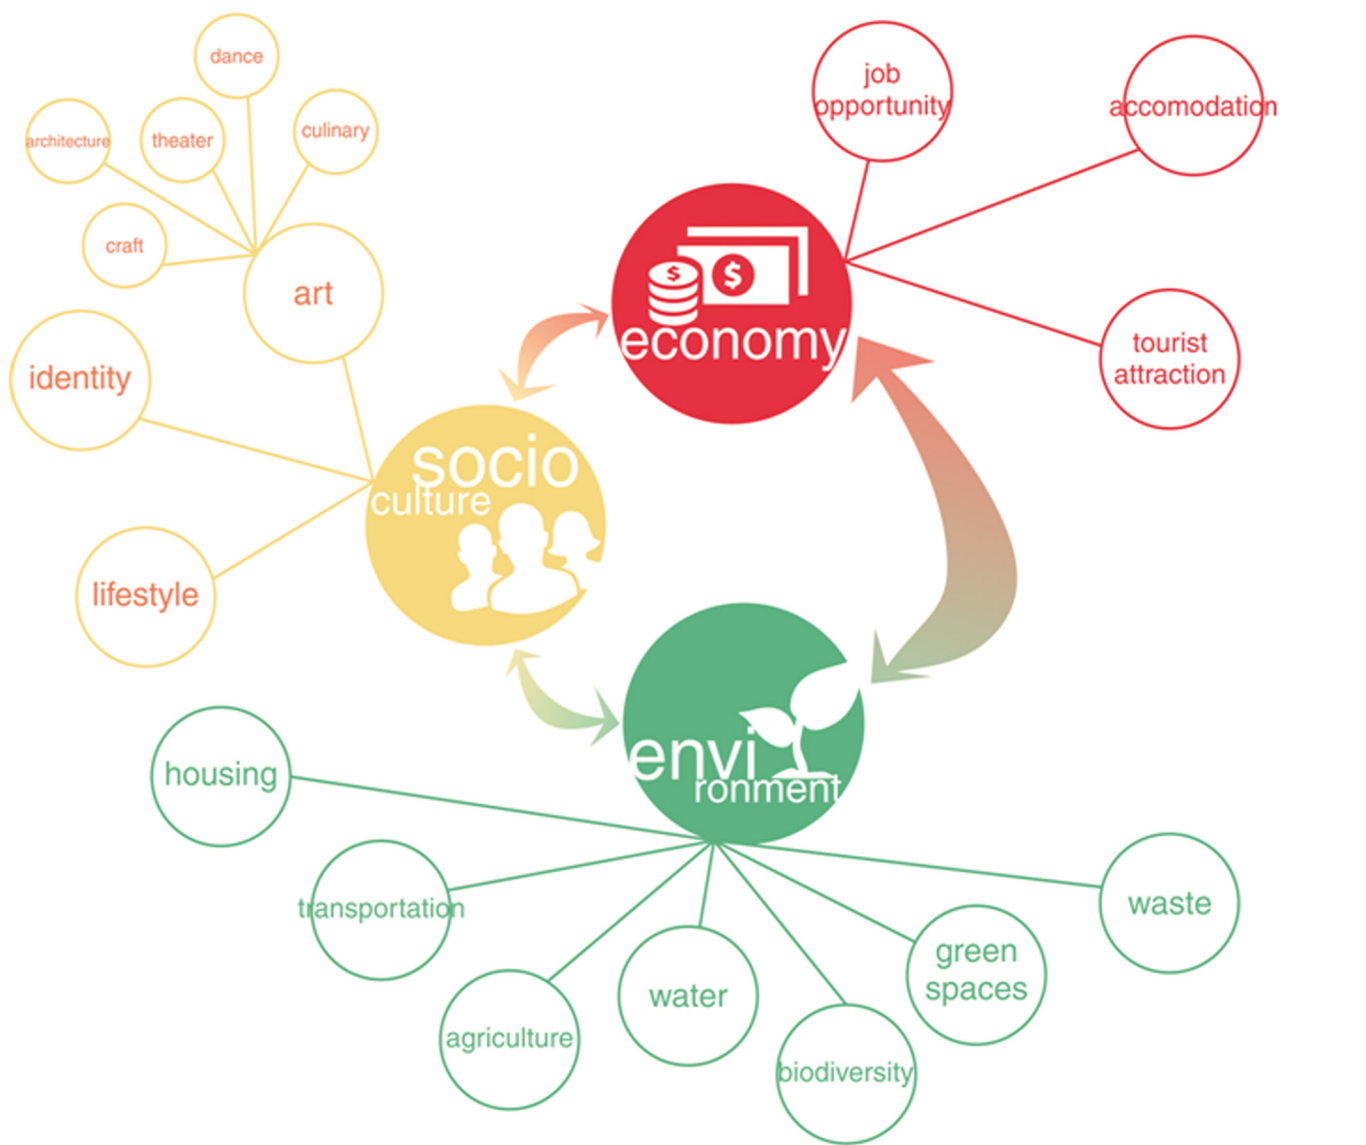 dance
architecture
theater
culinary
craft
art
identity
lifestyle
job
opportunity
accomodation
tourist
attraction
$
$
economy
socio
culture
envi
ronment
housing
transportation
agriculture
water
biodiversity
green
spaces
waste